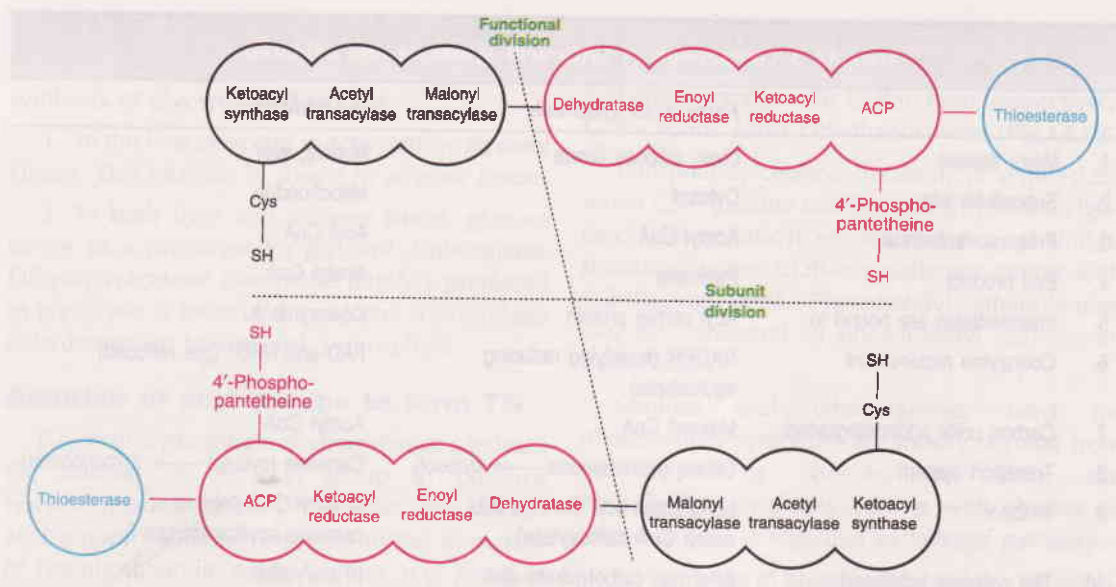 Functional
division
Ketoacyl
synthase
Acetyl
transacylase
Malonyl
transacylase
Dehydratase
Enoyl
reductase
Ketoacyl
reductase
ACP
Thioesterase
Cys
SH
4'-Phospho-
pantetheine
SH
Subunit
division
SH
4'-Phospho-
pantetheine
SH
Cys
Thioesterase
ACP
Ketoacyl
reductase
Enoyl
reductase
Dehydratase
Malonyl
transacylase
Acetyl
transacylase
Ketoacyl
synthase